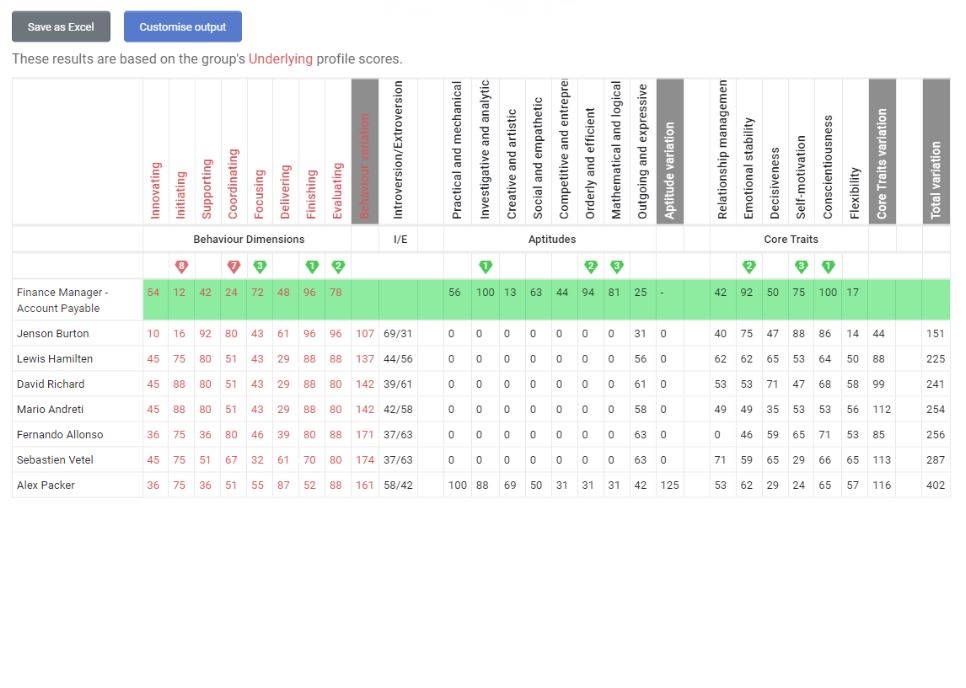 Save as Excel Customise output
These results are based on the group's Underlying profile scores.
Innovating Initiating Supporting Coordinating Focusing Delivering Finishing Evaluating Behaviour variation Introversion/Extroversion Practical and mechanical Investigative and analytic Creative and artistic Social and empathetic Competitive and entrepre Orderly and efficient Mathematical and logical Outgoing and expressive Aptitude variation Relationship managemen Emotional stability Decisiveness Self-motivation Conscientiousness Flexibility Core Traits variation Total variation
Behaviour Dimensions I/E Aptitudes Core Traits
8 7 3 1 2 1 2 3 2 3 1
Finance Manager - 54 12 42 24 72 48 96 78 56 100 13 63 44 94 81 25 - 42 92 50 75 100 17
Account Payable
Jenson Burton 10 16 92 80 43 61 96 96 107 69/31 0 0 0 0 0 0 0 31 0 40 75 47 88 86 14 44 151
Lewis Hamilten 45 75 80 51 43 29 88 88 137 44/56 0 0 0 0 0 0 0 56 0 62 62 65 53 64 50 88 225
David Richard 45 88 80 51 43 29 88 80 142 39/61 0 0 0 0 0 0 0 61 0 53 53 71 47 68 58 99 241
Mario Andreti 45 88 80 51 43 29 88 80 142 42/58 0 0 0 0 0 0 0 58 0 49 49 35 53 53 56 112 254
Fernando Allonso 36 75 36 80 46 39 80 88 171 37/63 0 0 0 0 0 0 0 63 0 0 46 59 65 71 53 85 256
Sebastien Vetel 45 75 51 67 32 61 70 80 174 37/63 0 0 0 0 0 0 0 63 0 71 59 65 29 66 65 113 287
Alex Packer 36 75 36 51 55 87 52 88 161 58/42 100 88 69 50 31 31 31 42 125 53 62 29 24 65 57 116 402